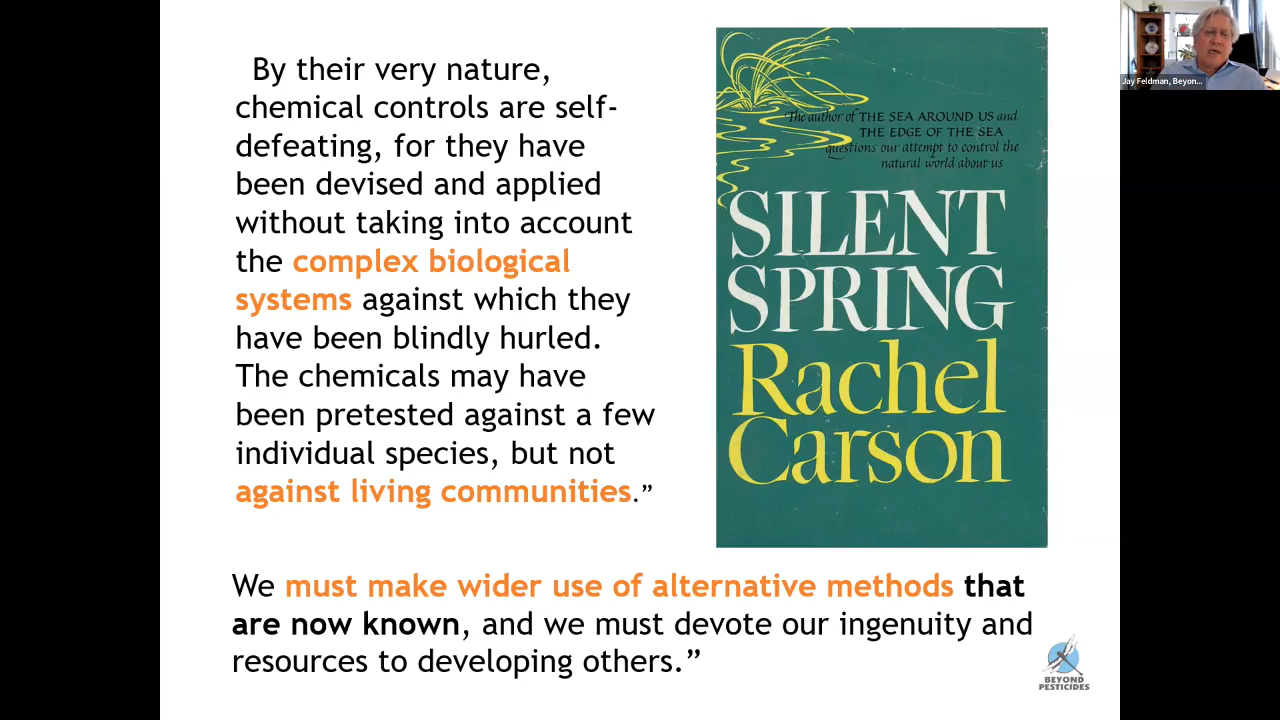 By their very nature,
chemical controls are self-
defeating, for they have
been devised and applied
without taking into account
the complex biological
systems against which they
have been blindly hurled.
The chemicals may have
been pretested against a few
individual species, but not
against living communities.”
The author of THE SEA AROUND US and
THE EDGE OF THE SEA
questions our attempt to control the
natural world about us
SILENT
SPRING
Rachel
Carson
We must make wider use of alternative methods that
are now known, and we must devote our ingenuity and
resources to developing others.”
BEYOND
PESTICIDES
Jay Feldman, Beyon...